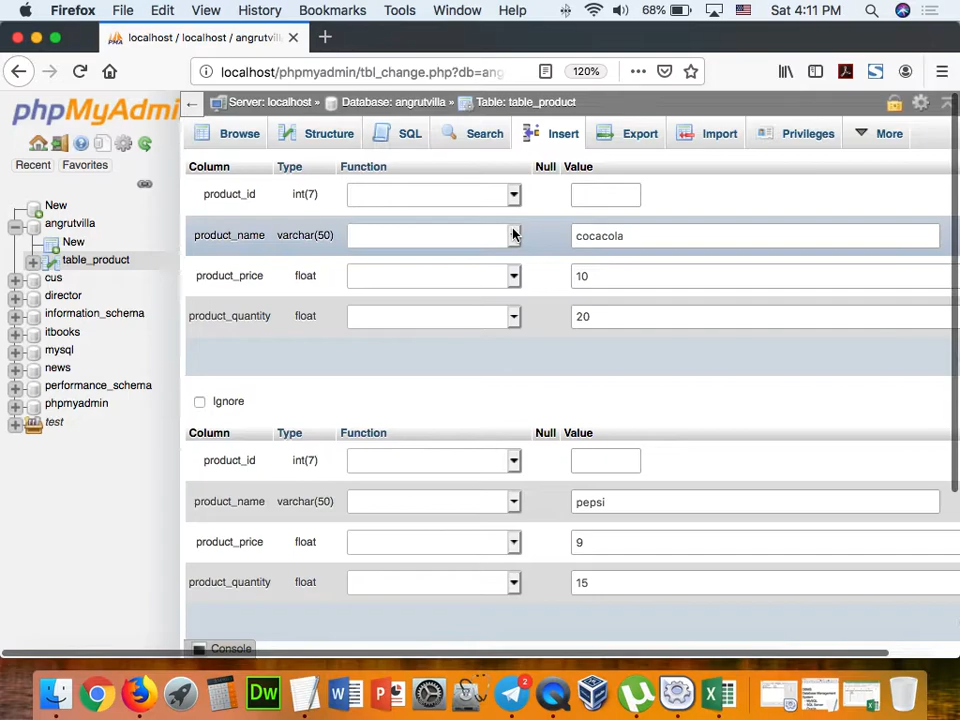 Firefox File Edit View History Bookmarks Tools Window Help 68% Sat 4:11 PM
PMA localhost / localhost / angrutvill
localhost/phpmyadmin/tbl_change.php?db=ang 120%
phpMyAdmi
Recent Favorites
New
angrutvilla
New
table_product
cus
director
information_schema
itbooks
mysql
news
performance_schema
phpmyadmin
test
Server: localhost » Database: angrutvilla » Table: table_product
Browse Structure SQL Search Insert Export Import Privileges More
Column Type Function Null Value
product_id int(7)
product_name varchar(50) cocacola
product_price float 10
product_quantity float 20
Ignore
Column Type Function Null Value
product_id int(7)
product_name varchar(50) pepsi
product_price float 9
product_quantity float 15
Console
Dw W P 2 X